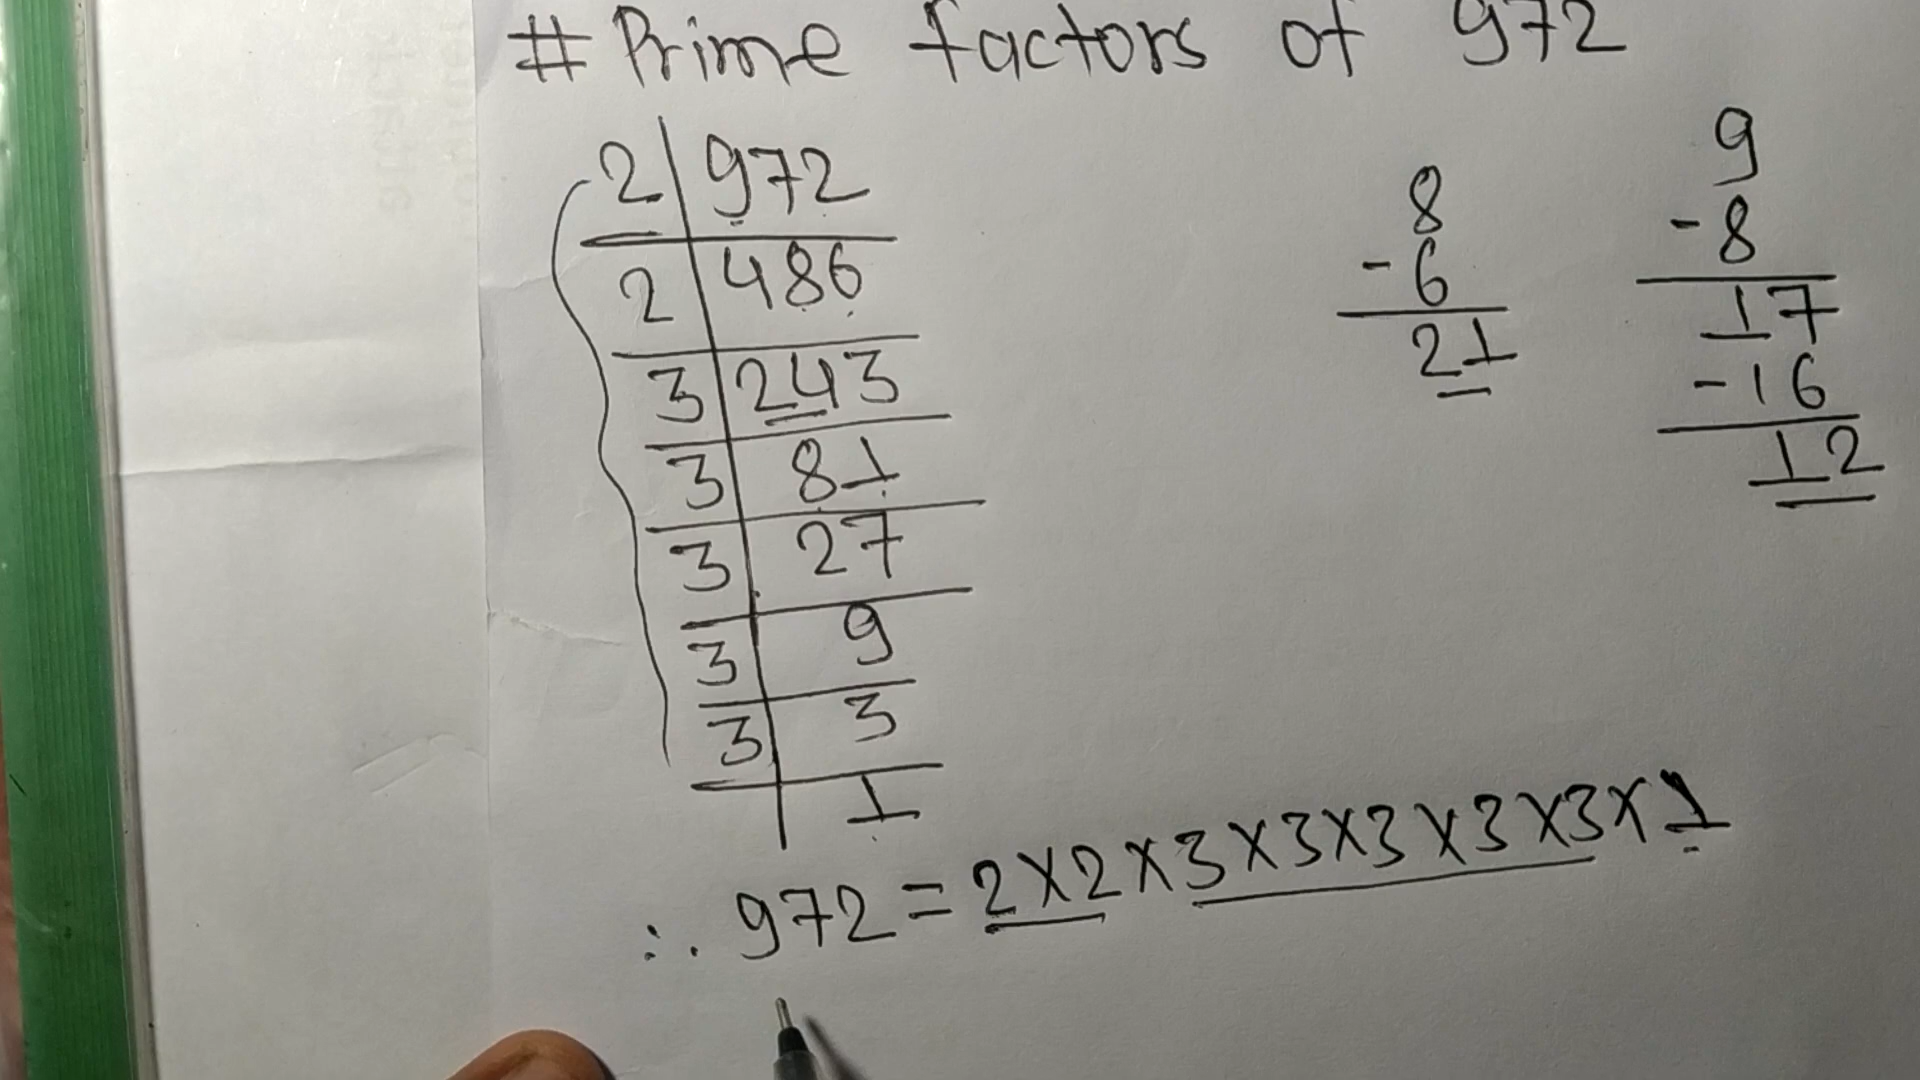 # Prime factors of 972
2 | 972
2 | 486
3 | 243
3 | 81
3 | 27
3 | 9
3 | 3
1
8
-6
21
9
-8
17
-16
12
∴ 972 = 2×2×3×3×3×3×3×1